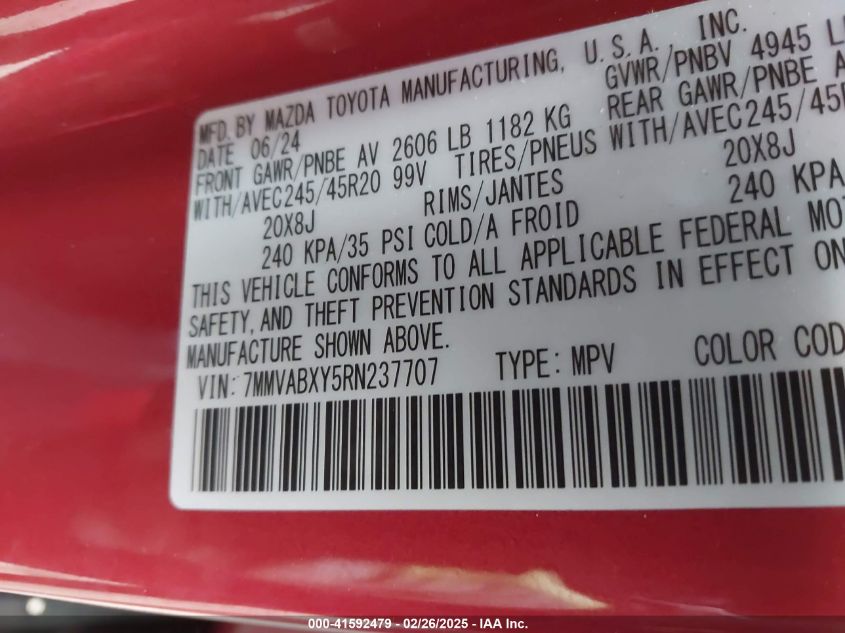 MFD. BY MAZDA TOYOTA MANUFACTURING, U.S.A., INC.
DATE 06/24 GVWR/PNBV 4945
FRONT GAWR/PNBE AV 2606 LB 1182 KG REAR GAWR/PNBE
WITH/AVEC245/45R20 99V TIRES/PNEUS WITH/AVEC245/45
20X8J RIMS/JANTES 20X8J
240 KPA/35 PSI COLD/A FROID 240 KPA
THIS VEHICLE CONFORMS TO ALL APPLICABLE FEDERAL
SAFETY, AND THEFT PREVENTION STANDARDS IN EFFECT ON
MANUFACTURE SHOWN ABOVE.
VIN: 7MMVABXY5RN237707 TYPE: MPV COLOR
000-41592479 - 02/26/2025 - IAA Inc.